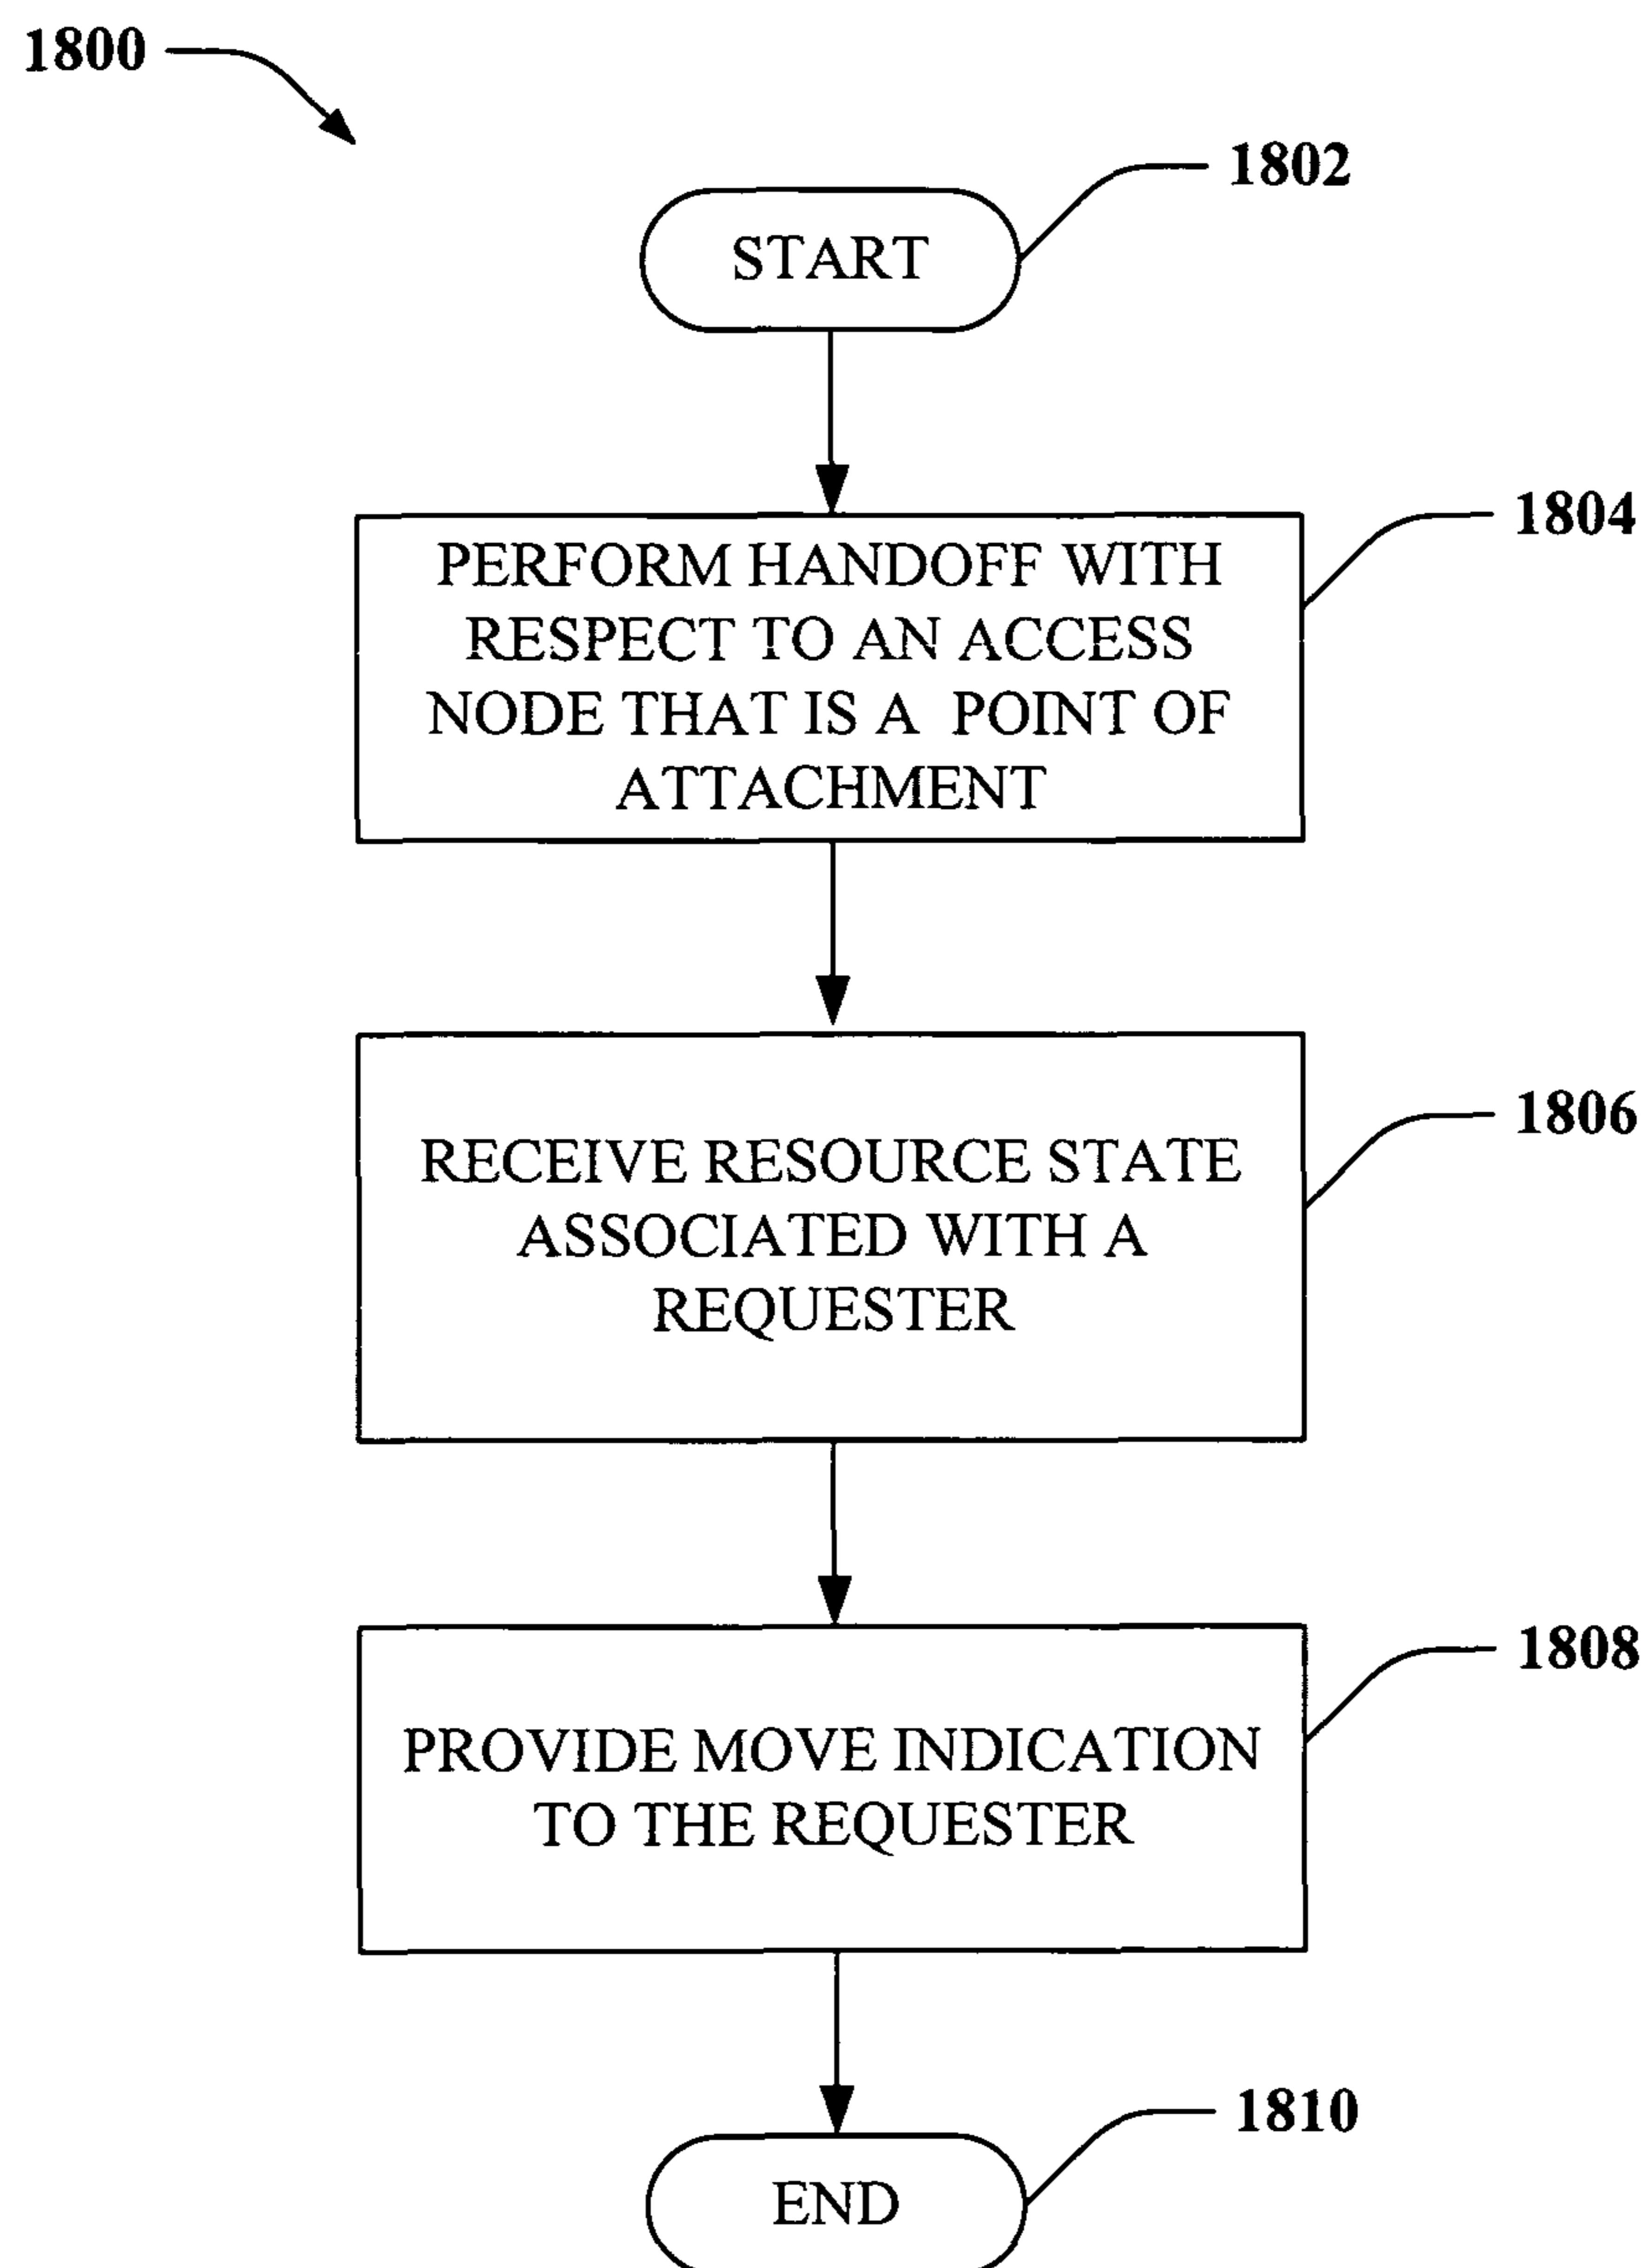 1800
1802
START
1804
PERFORM HANDOFF WITH
RESPECT TO AN ACCESS
NODE THAT IS A POINT OF
ATTACHMENT
1806
RECEIVE RESOURCE STATE
ASSOCIATED WITH A
REQUESTER
1808
PROVIDE MOVE INDICATION
TO THE REQUESTER
1810
END